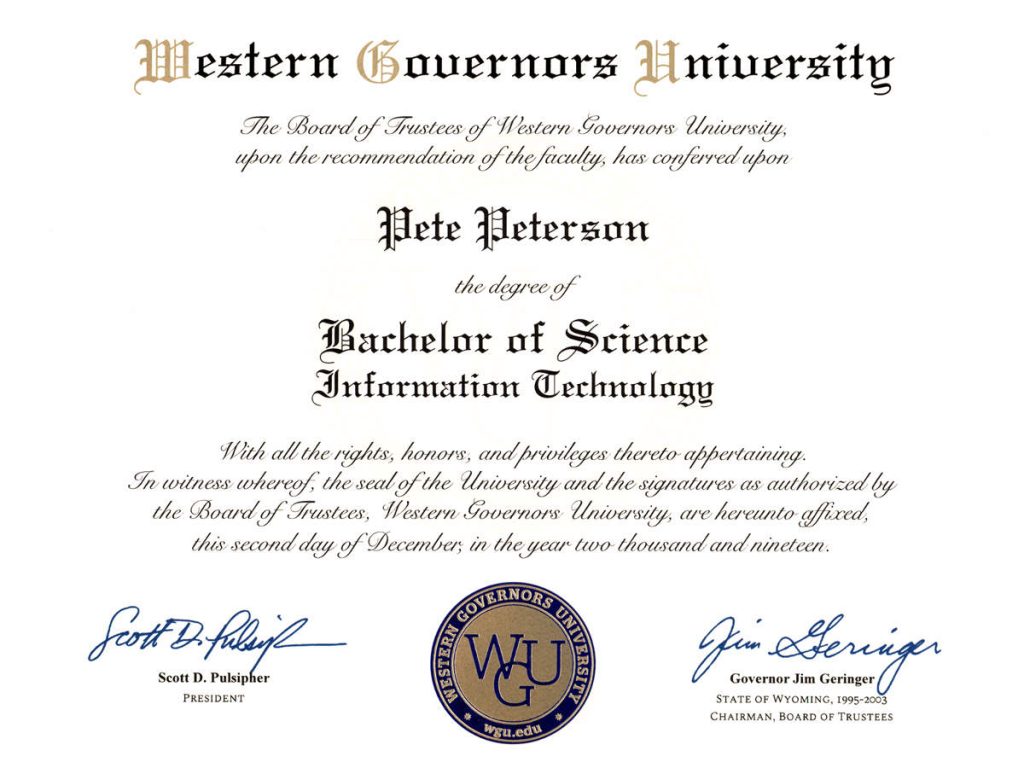 Western Governors University
The Board of Trustees of Western Governors University,
upon the recommendation of the faculty, has conferred upon
Pete Peterson
the degree of
Bachelor of Science
Information Technology
With all the rights, honors, and privileges thereto appertaining.
In witness whereof, the seal of the University and the signatures as authorized by
the Board of Trustees, Western Governors University, are hereunto affixed,
this second day of December, in the year two thousand and nineteen.
Scott D. Pulsipher
Scott D. Pulsipher
PRESIDENT
WESTERN GOVERNORS UNIVERSITY
WGU
wgu.edu
Jim Geringer
Governor Jim Geringer
STATE OF WYOMING, 1995-2003
CHAIRMAN, BOARD OF TRUSTEES